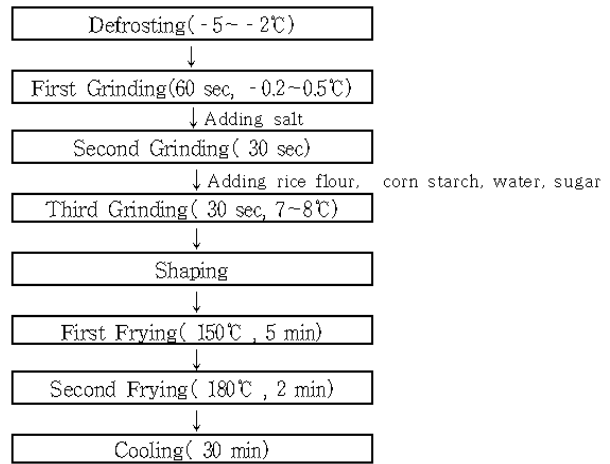 Defrosting( -5~ -2℃)
First Grinding(60 sec, -0.2~0.5℃)
Adding salt
Second Grinding( 30 sec)
Adding rice flour, corn starch, water, sugar
Third Grinding( 30 sec, 7~8℃)
Shaping
First Frying( 150℃ , 5 min)
Second Frying( 180℃ , 2 min)
Cooling( 30 min)